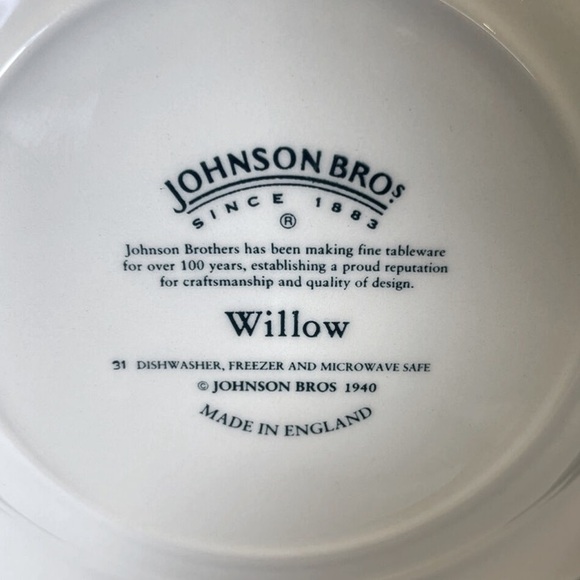 JOHNSON BROS.
SINCE 1883
®
Johnson Brothers has been making fine tableware
for over 100 years, establishing a proud reputation
for craftsmanship and quality of design.
Willow
31 DISHWASHER, FREEZER AND MICROWAVE SAFE
© JOHNSON BROS 1940
MADE IN ENGLAND